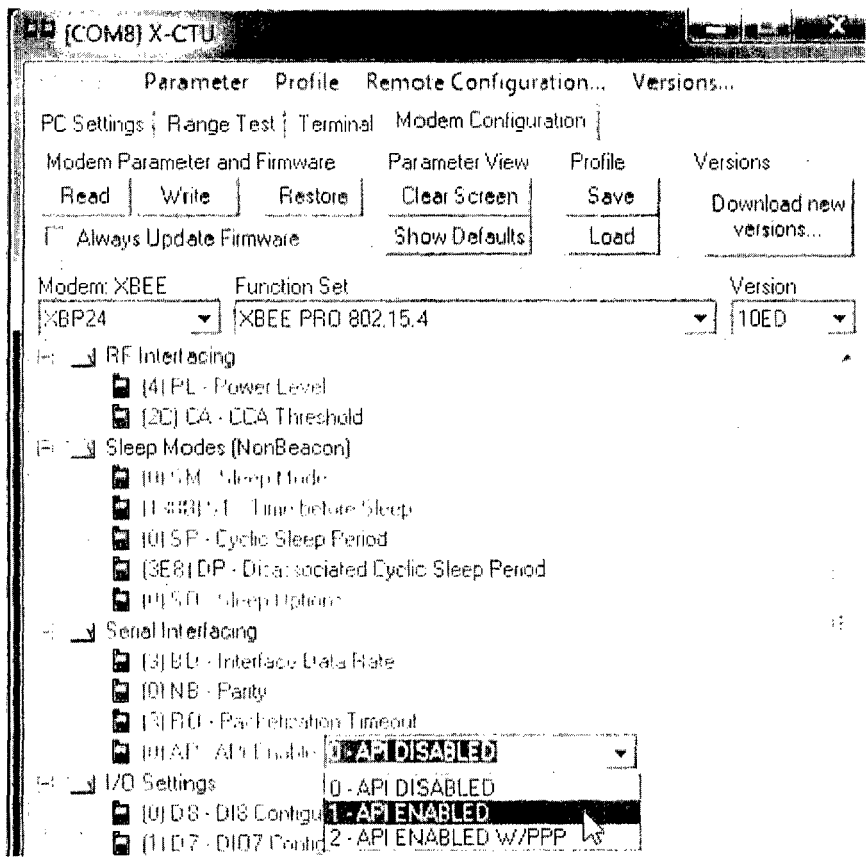 [COM8] X-CTU
Parameter Profile Remote Configuration... Versions...
PC Settings Range Test Terminal Modem Configuration
Modem Parameter and Firmware Parameter View Profile Versions
Read Write Restore Clear Screen Save Download new versions...
Always Update Firmware Show Defaults Load
Modem: XBEE Function Set Version
XBP24 XBEE PRO 802.15.4 10ED
RF Interfacing
[4] PL - Power Level
[2C] CA - CCA Threshold
Sleep Modes (NonBeacon)
[0] SM - Sleep Mode
ST - Time before Sleep
[0] SP - Cyclic Sleep Period
[3E8] DP - Disassociated Cyclic Sleep Period
[0] SO - Sleep Options
Serial Interfacing
[3] BD - Interface Data Rate
[0] NB - Parity
[3] RO - Packetization Timeout
[0] AP - API Enable 0 - API DISABLED
I/O Settings 0 - API DISABLED
[0] D8 - DI8 Configu 1 - API ENABLED
[1] D7 - DIO7 Config 2 - API ENABLED W/PPP